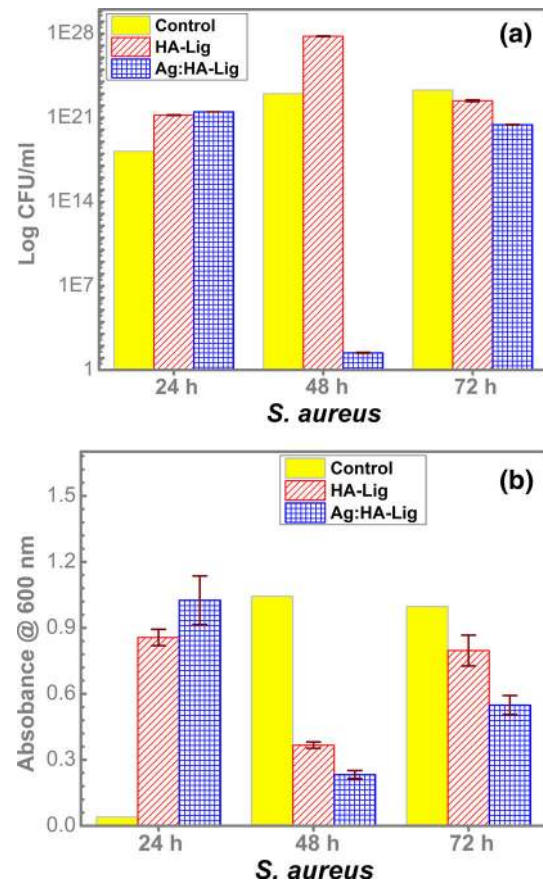 1E28
Control
HA-Lig
Ag:HA-Lig
(a)
1E21
1E14
1E7
1
Log CFU/ml
24 h 48 h 72 h
S. aureus
Control
HA-Lig
Ag:HA-Lig
(b)
1.5
1.2
0.9
0.6
0.3
0.0
Absobance @ 600 nm
24 h 48 h 72 h
S. aureus